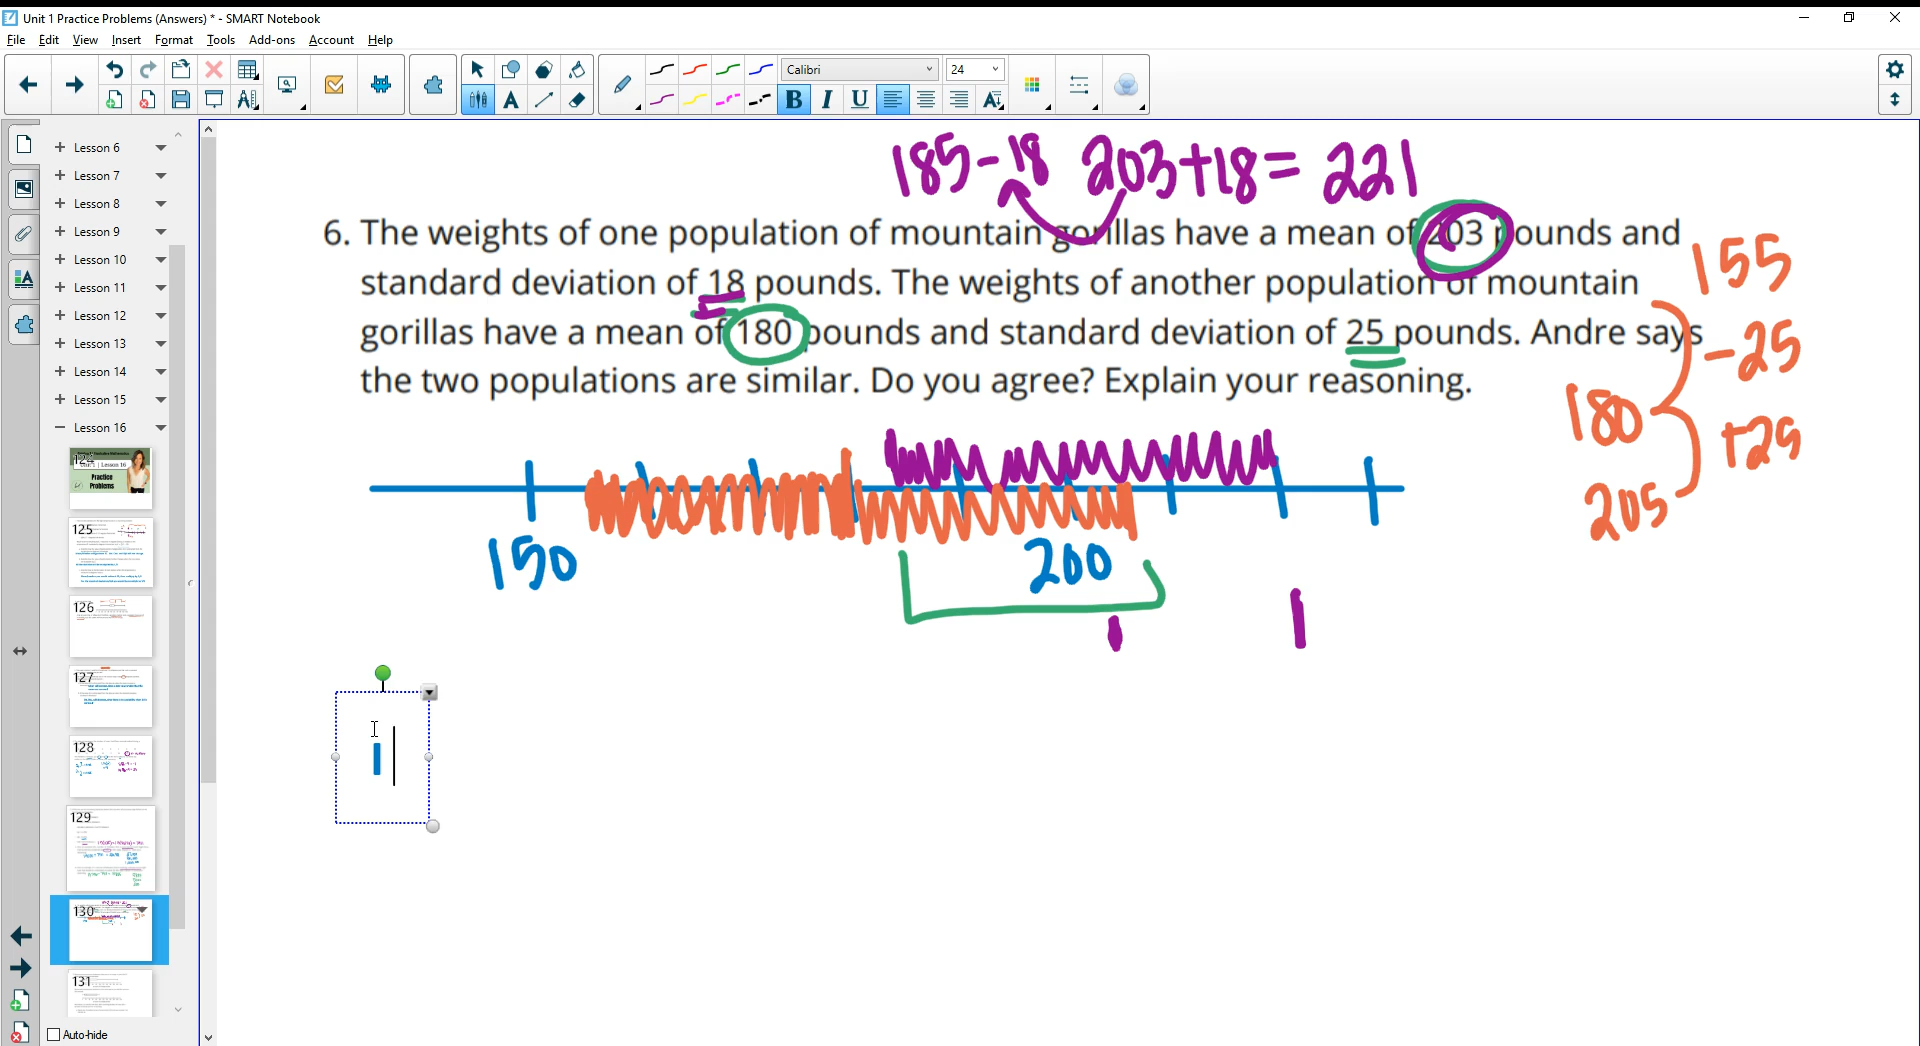 Unit 1 Practice Problems (Answers) * - SMART Notebook
File Edit View Insert Format Tools Add-ons Account Help
Calibri 24
B I U
Lesson 6
Lesson 7
Lesson 8
Lesson 9
Lesson 10
Lesson 11
Lesson 12
Lesson 13
Lesson 14
Lesson 15
Lesson 16
124
Practice
Problems
125
126
127
128
129
130
131
Auto-hide
185-18 203+18= 221
6. The weights of one population of mountain gorillas have a mean of 203 pounds and
standard deviation of 18 pounds. The weights of another population of mountain
gorillas have a mean of 180 pounds and standard deviation of 25 pounds. Andre says
the two populations are similar. Do you agree? Explain your reasoning.
155
-25
180
+25
205
150 200
I